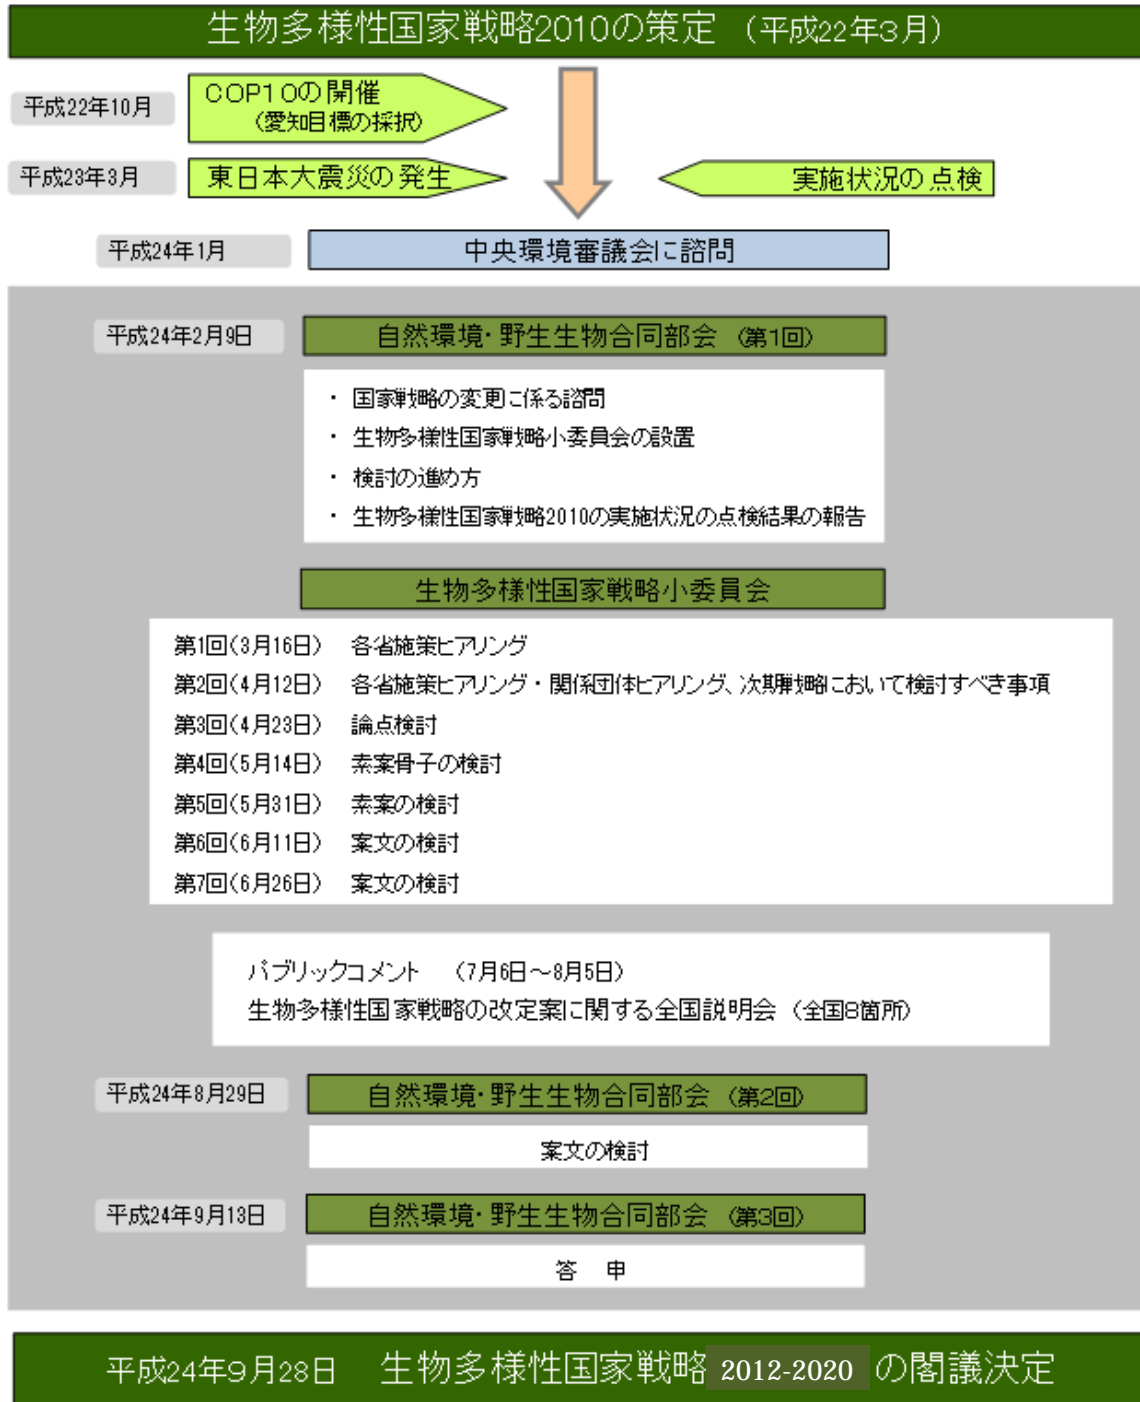 生物多様性国家戦略2010の策定 （平成22年3月）
平成22年10月
COP10の開催
（愛知目標の採択）
平成23年3月
東日本大震災の発生
実施状況の点検
平成24年1月
中央環境審議会に諮問
平成24年2月9日
自然環境・野生生物合同部会 （第1回）
・ 国家戦略の変更に係る諮問
・ 生物多様性国家戦略小委員会の設置
・ 検討の進め方
・ 生物多様性国家戦略2010の実施状況の点検結果の報告
生物多様性国家戦略小委員会
第1回（3月16日） 各省施策ヒアリング
第2回（4月12日） 各省施策ヒアリング・関係団体ヒアリング、次期戦略において検討すべき事項
第3回（4月23日） 論点検討
第4回（5月14日） 素案骨子の検討
第5回（5月31日） 素案の検討
第6回（6月11日） 案文の検討
第7回（6月26日） 案文の検討
パブリックコメント （7月6日～8月5日）
生物多様性国家戦略の改定案に関する全国説明会 （全国8箇所）
平成24年8月29日
自然環境・野生生物合同部会 （第2回）
案文の検討
平成24年9月13日
自然環境・野生生物合同部会 （第3回）
答 申
平成24年9月28日 生物多様性国家戦略 2012-2020 の閣議決定